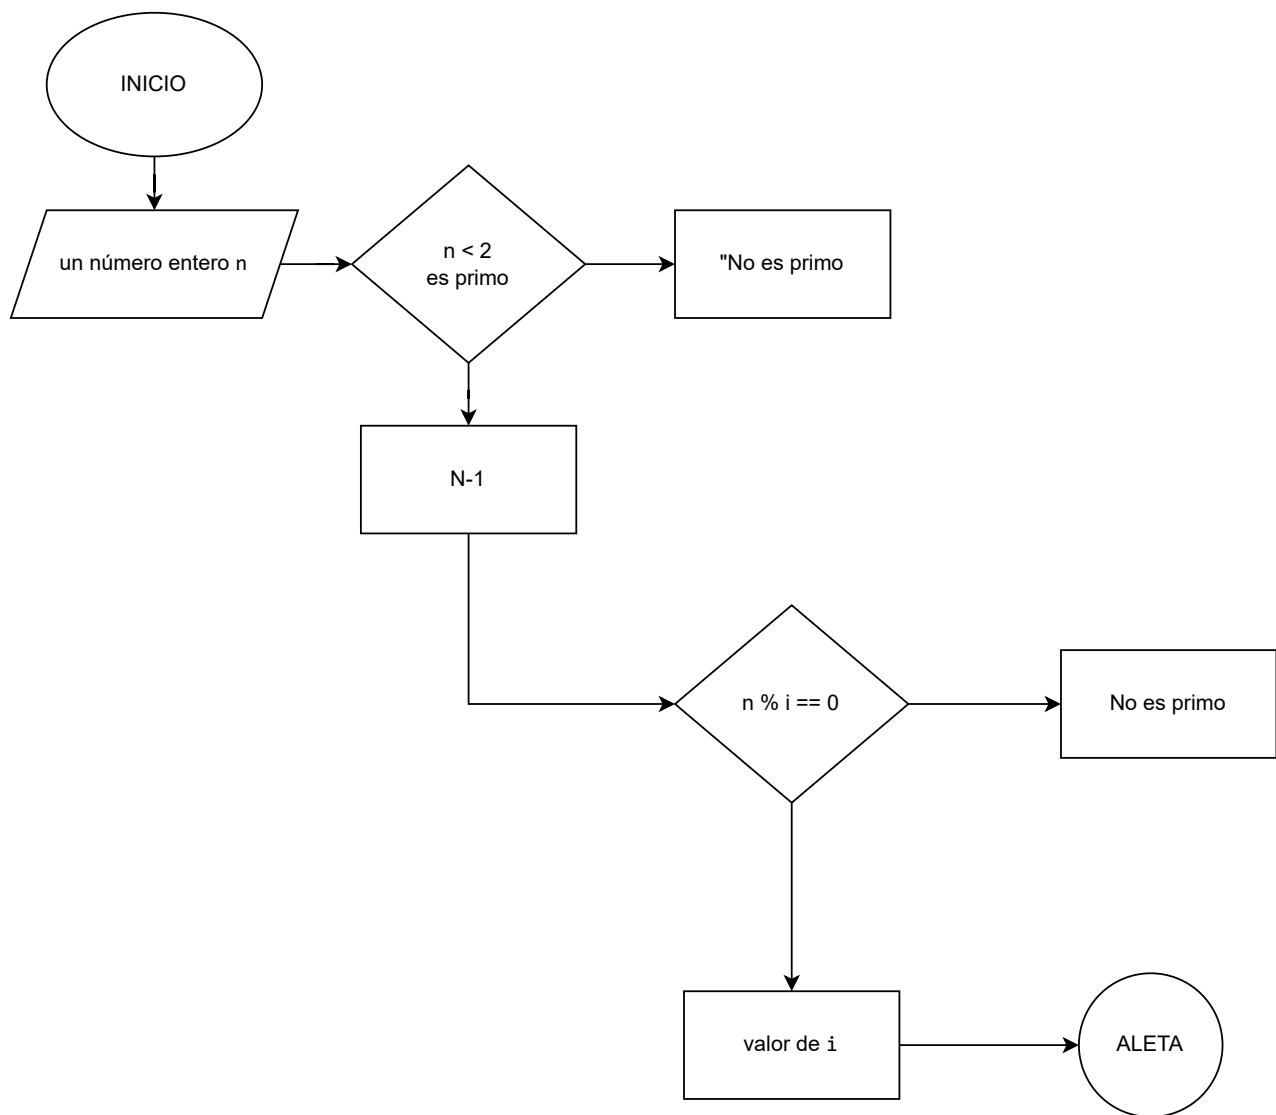 INICIO
un número entero n
n < 2
es primo
"No es primo
N-1
n % i == 0
No es primo
valor de i
ALETA